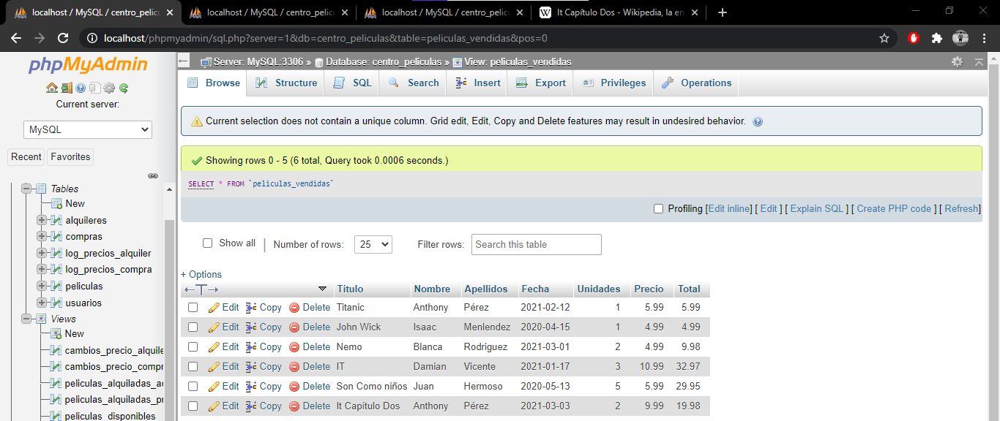 localhost / MySQL / centro_pelicu
localhost / MySQL / centro_pelicu
localhost / MySQL / centro_pelicu
It Capítulo Dos - Wikipedia, la en
localhost/phpmyadmin/sql.php?server=1&db=centro_peliculas&table=peliculas_vendidas&pos=0
phpMyAdmin
Current server:
MySQL
Recent Favorites
Tables
New
alquileres
compras
log_precios_alquiler
log_precios_compra
peliculas
usuarios
Views
New
cambios_precio_alquile
cambios_precio_compr
peliculas_alquiladas_ac
peliculas_alquiladas_pr
peliculas_disponibles
Server: MySQL:3306 » Database: centro_peliculas » View: peliculas_vendidas
Browse Structure SQL Search Insert Export Privileges Operations
Current selection does not contain a unique column. Grid edit, Edit, Copy and Delete features may result in undesired behavior.
Showing rows 0 - 5 (6 total, Query took 0.0006 seconds.)
SELECT * FROM `peliculas_vendidas`
Profiling [Edit inline] [ Edit ] [ Explain SQL ] [ Create PHP code ] [ Refresh]
Show all | Number of rows: 25 Filter rows: Search this table
+ Options
Título Nombre Apellidos Fecha Unidades Precio Total
Edit Copy Delete Titanic Anthony Pérez 2021-02-12 1 5.99 5.99
Edit Copy Delete John Wick Isaac Menlendez 2020-04-15 1 4.99 4.99
Edit Copy Delete Nemo Blanca Rodriguez 2021-03-01 2 4.99 9.98
Edit Copy Delete IT Damian Vicente 2021-01-17 3 10.99 32.97
Edit Copy Delete Son Como niños Juan Hermoso 2020-05-13 5 5.99 29.95
Edit Copy Delete It Capítulo Dos Anthony Pérez 2021-03-03 2 9.99 19.98